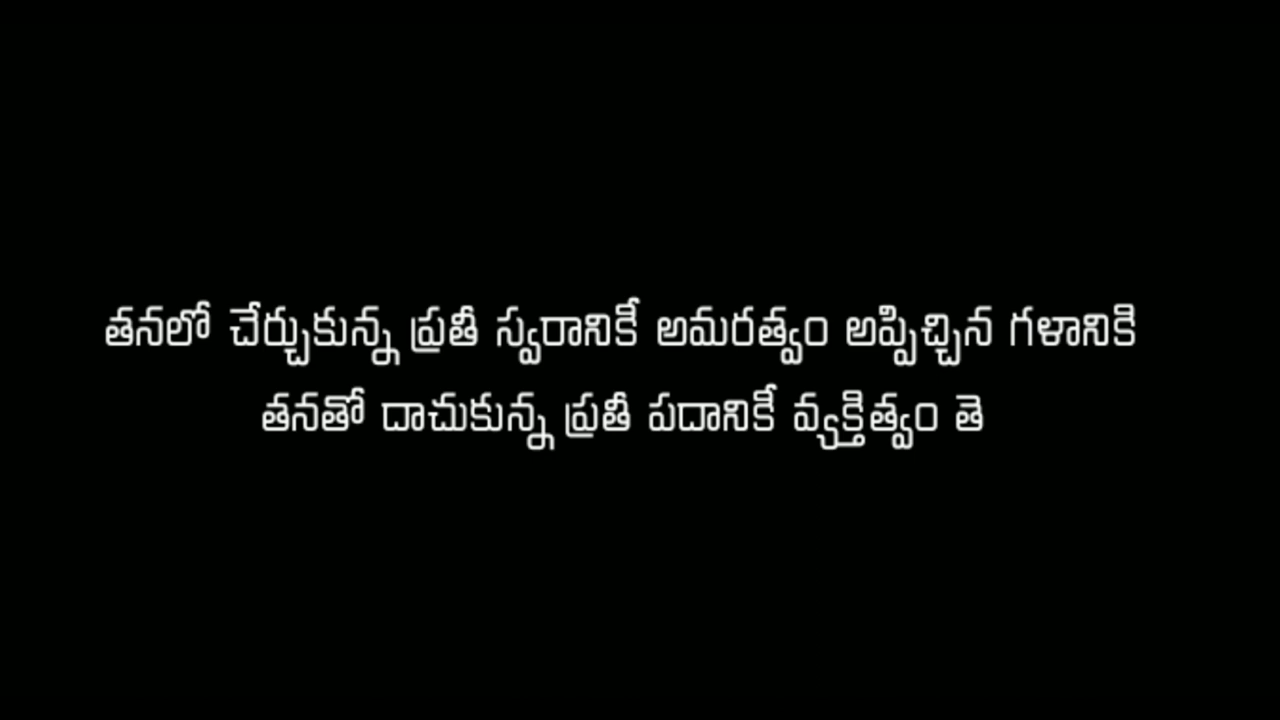 తనలో చేర్చుకున్న ప్రతీ స్వరానికే అమరత్వం అప్పిచ్చిన గళానికి
తనతో దాచుకున్న ప్రతీ పదానికే వ్యక్తిత్వం తె